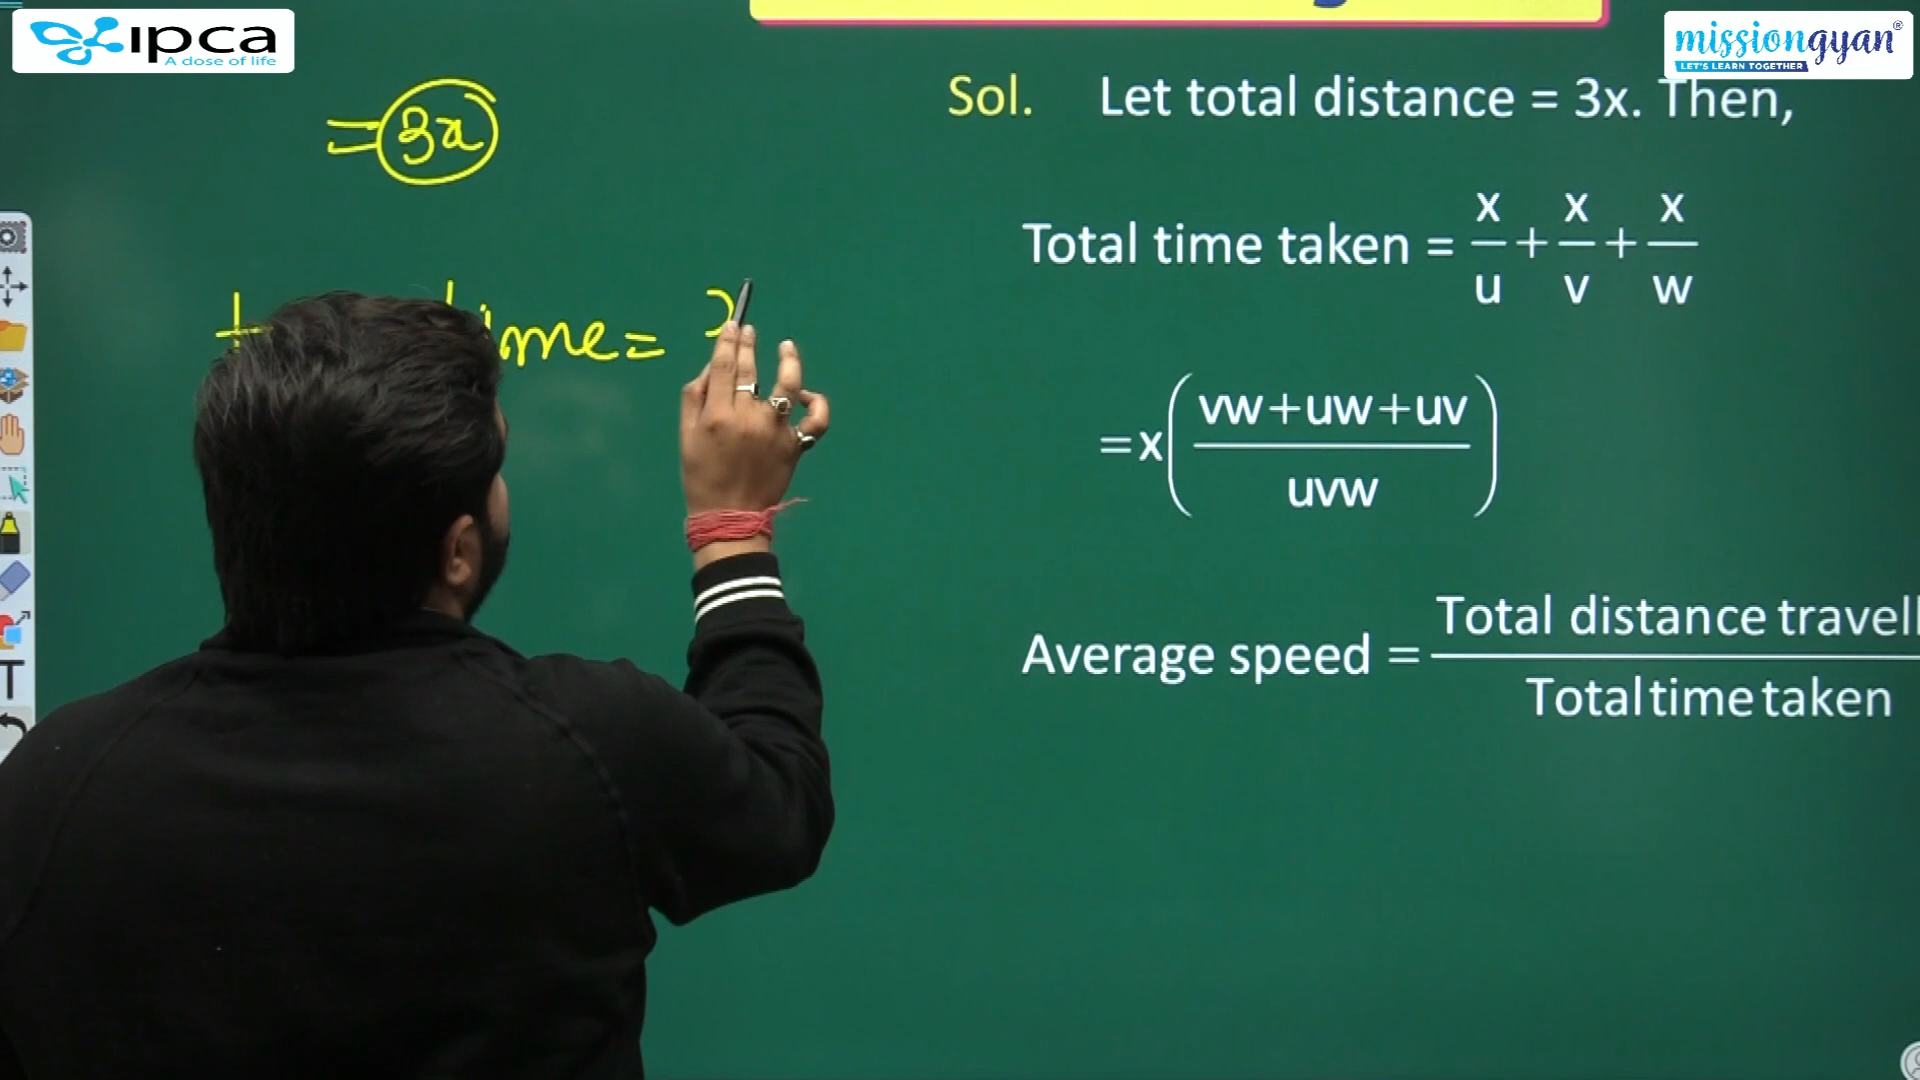 ipca
A dose of life
missiongyan®
LET'S LEARN TOGETHER
= 3x
time =
Sol. Let total distance = 3x. Then,
Total time taken = x/u + x/v + x/w
= x( (vw+uw+uv)/uvw )
Average speed = Total distance travell
Total time taken
T